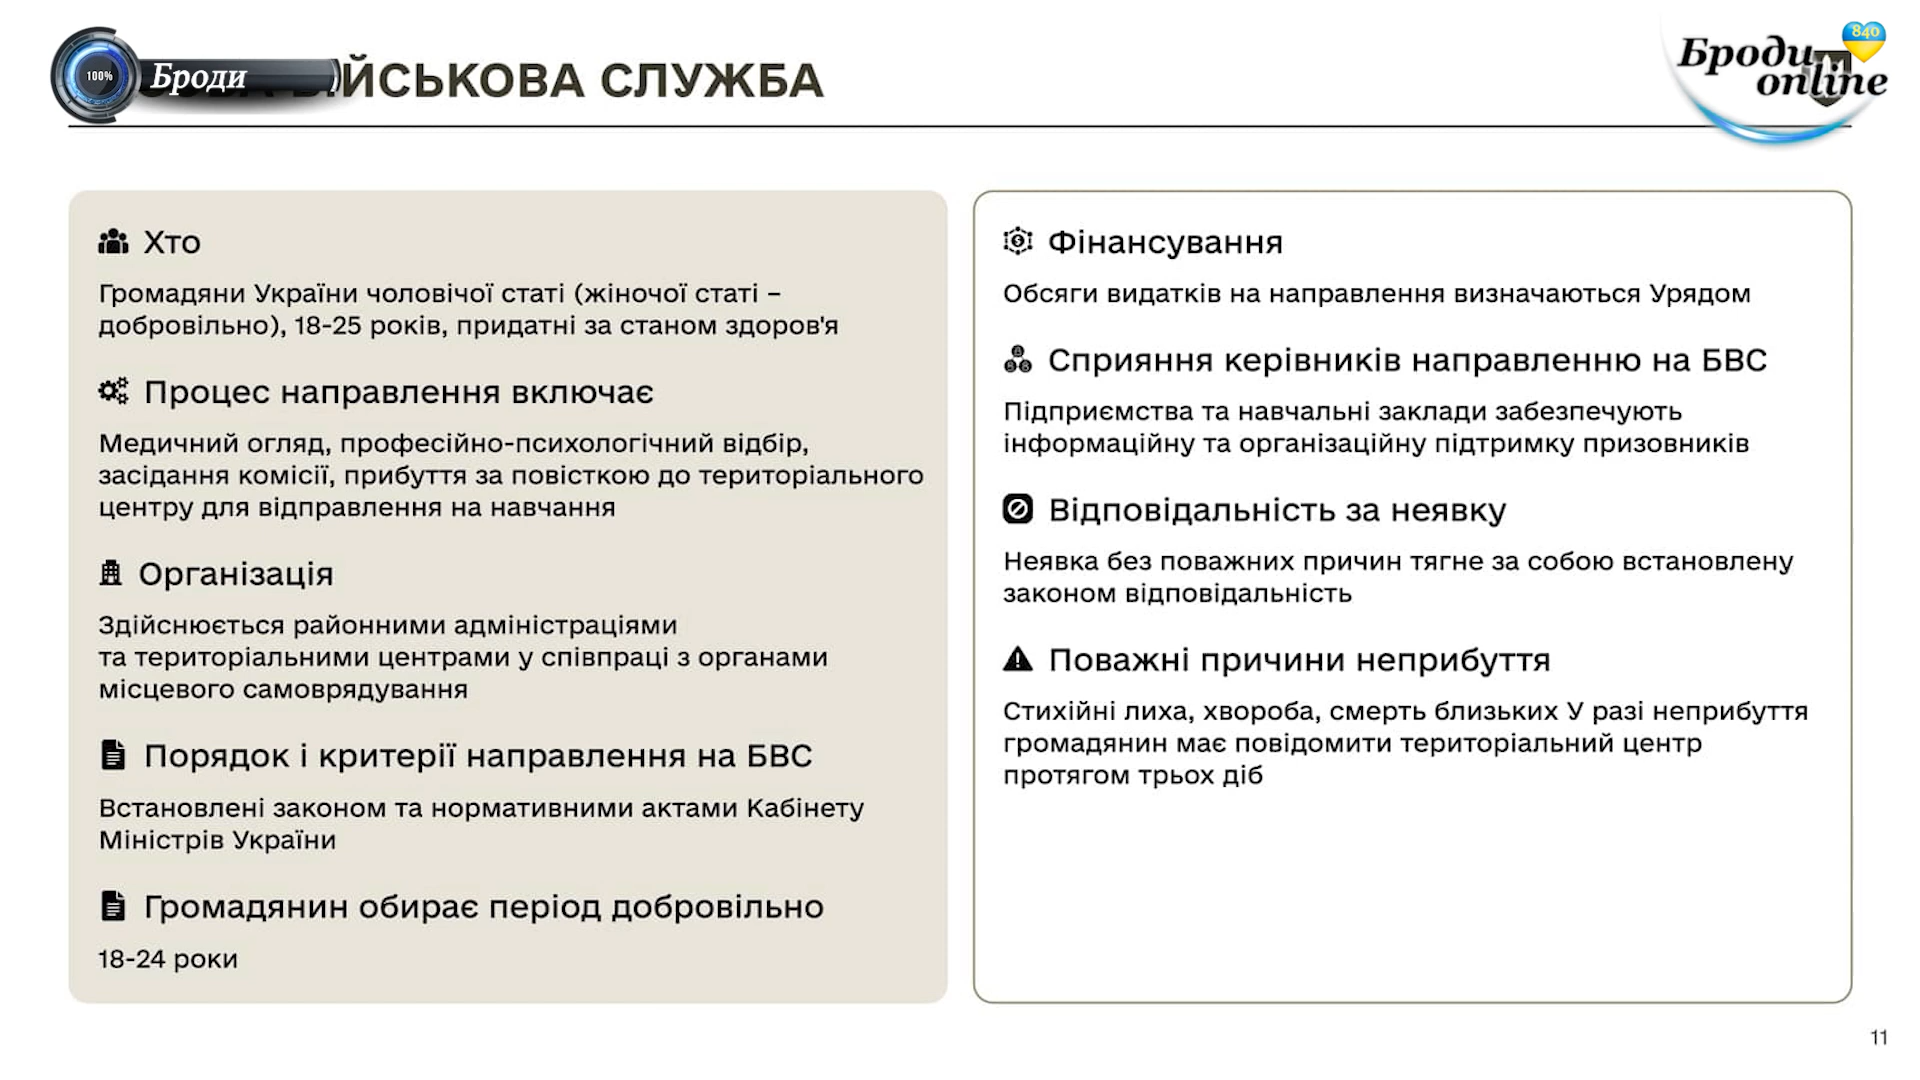 100%
Броди
ЙСЬКОВА СЛУЖБА
840
Броди
online
Хто
Громадяни України чоловічої статі (жіночої статі –
добровільно), 18-25 років, придатні за станом здоров'я
Процес направлення включає
Медичний огляд, професійно-психологічний відбір,
засідання комісії, прибуття за повісткою до територіального
центру для відправлення на навчання
Організація
Здійснюється районними адміністраціями
та територіальними центрами у співпраці з органами
місцевого самоврядування
Порядок і критерії направлення на БВС
Встановлені законом та нормативними актами Кабінету
Міністрів України
Громадянин обирає період добровільно
18-24 роки
Фінансування
Обсяги видатків на направлення визначаються Урядом
Сприяння керівників направленню на БВС
Підприємства та навчальні заклади забезпечують
інформаційну та організаційну підтримку призовників
Відповідальність за неявку
Неявка без поважних причин тягне за собою встановлену
законом відповідальність
Поважні причини неприбуття
Стихійні лиха, хвороба, смерть близьких У разі неприбуття
громадянин має повідомити територіальний центр
протягом трьох діб
11